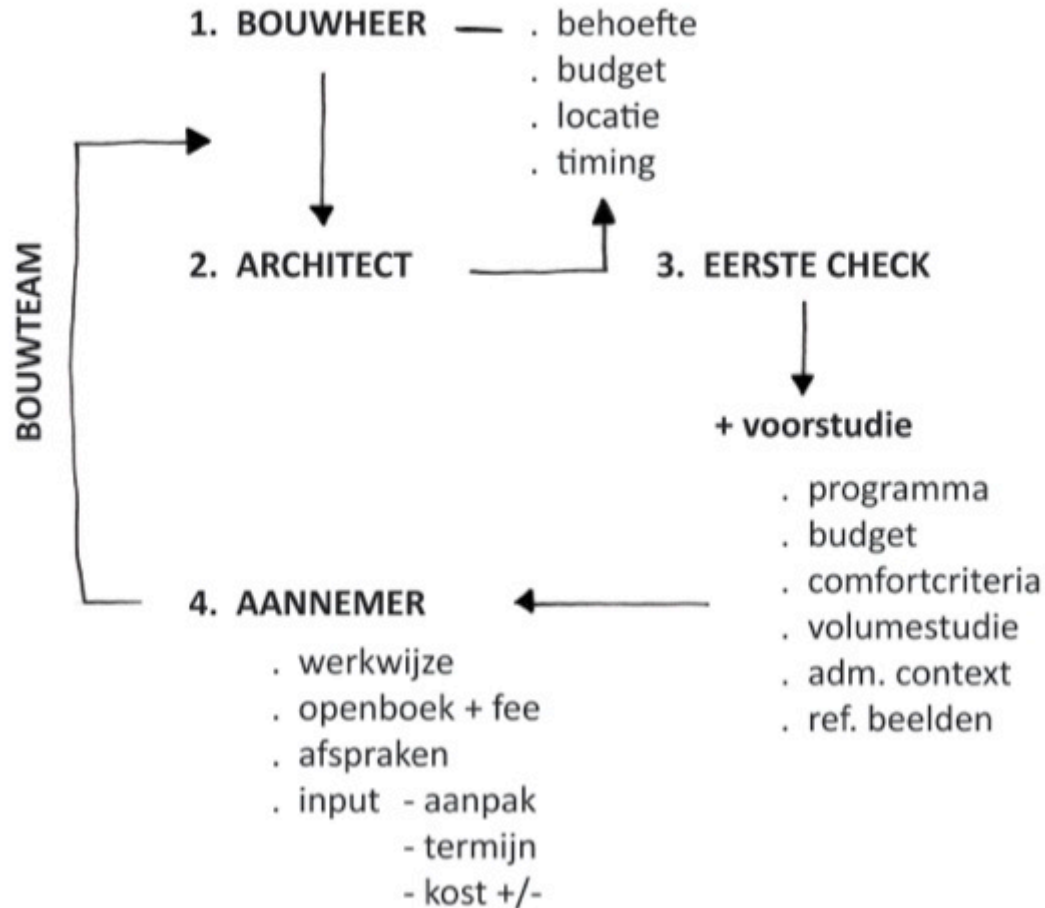 1. BOUWHEER
. behoefte
. budget
. locatie
. timing
BOUWTEAM
2. ARCHITECT
3. EERSTE CHECK
+ voorstudie
. programma
. budget
. comfortcriteria
. volumestudie
. adm. context
. ref. beelden
4. AANNEMER
. werkwijze
. openboek + fee
. afspraken
. input - aanpak
- termijn
- kost +/-